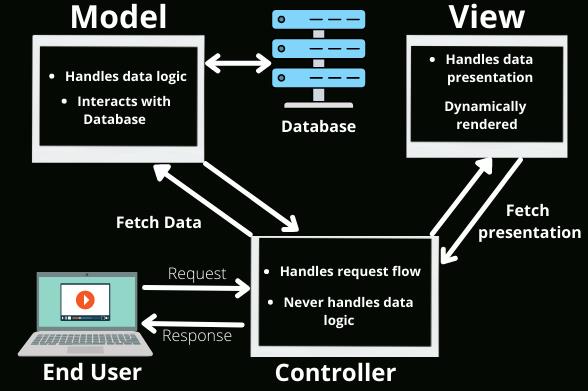 Model
• Handles data logic
• Interacts with
Database
Database
View
• Handles data
presentation
Dynamically
rendered
Fetch Data
Fetch
presentation
Request
Response
• Handles request flow
• Never handles data
logic
End User
Controller